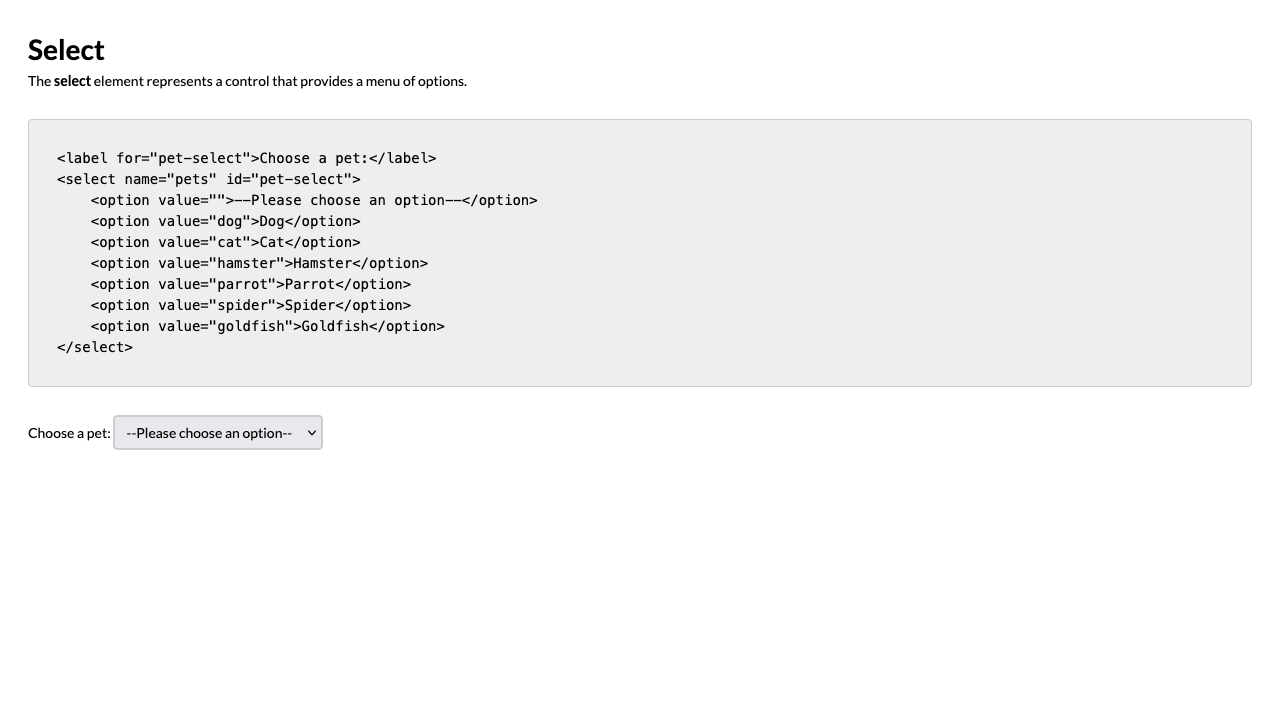 Select
The select element represents a control that provides a menu of options.
<label for="pet-select">Choose a pet:</label>
<select name="pets" id="pet-select">
    <option value="">--Please choose an option--</option>
    <option value="dog">Dog</option>
    <option value="cat">Cat</option>
    <option value="hamster">Hamster</option>
    <option value="parrot">Parrot</option>
    <option value="spider">Spider</option>
    <option value="goldfish">Goldfish</option>
</select>
Choose a pet: --Please choose an option--